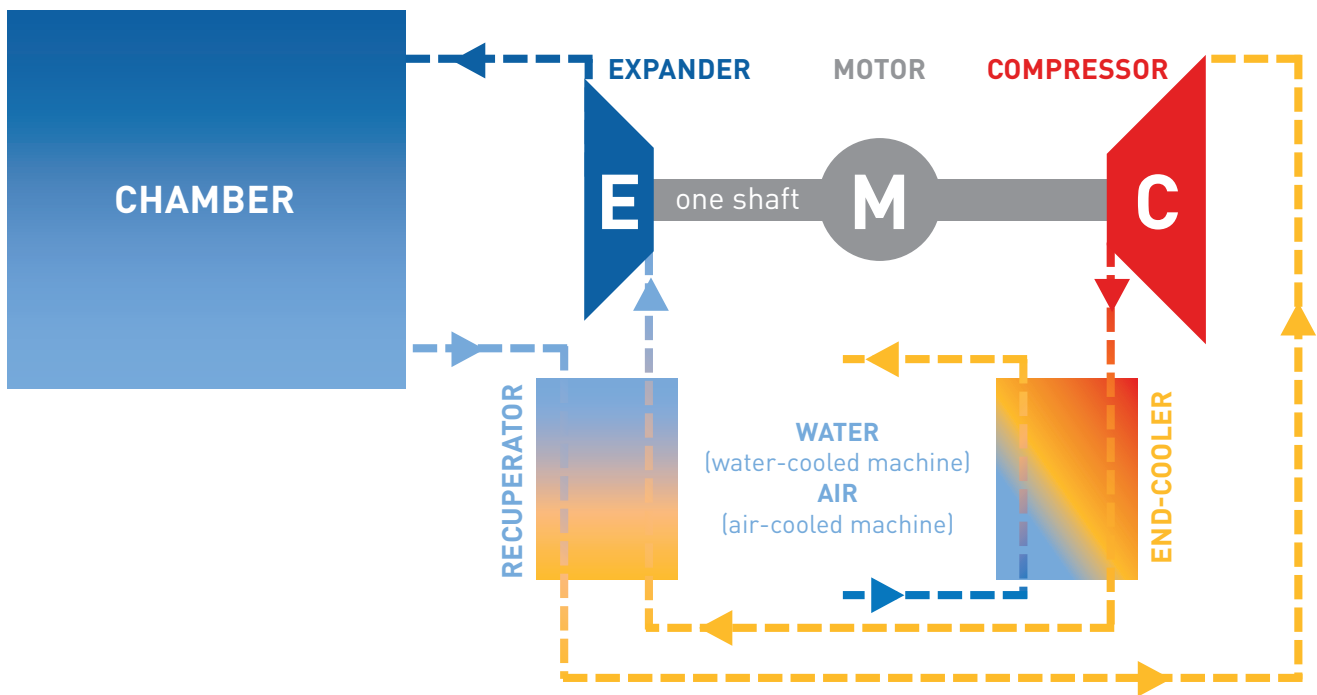 EXPANDER
MOTOR
COMPRESSOR
CHAMBER
E
one shaft
M
C
RECUPERATOR
WATER
(water-cooled machine)
AIR
(air-cooled machine)
END-COOLER